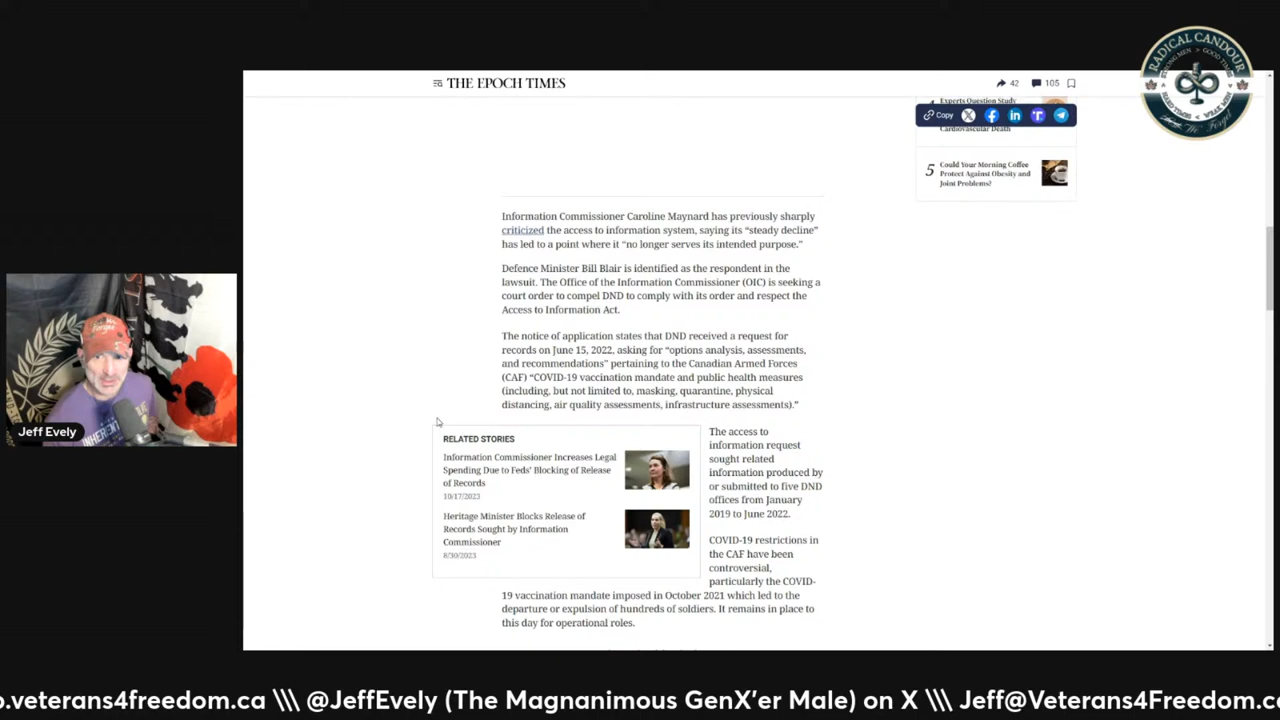 THE EPOCH TIMES
42
105
RADICAL CANDOUR
STRONG MEN > GOOD TIMES
HARD TIMES < WEAK MEN
Experts Question Study
Copy
Cardiovascular Death
5
Could Your Morning Coffee
Protect Against Obesity and
Joint Problems?
Information Commissioner Caroline Maynard has previously sharply
criticized the access to information system, saying its “steady decline”
has led to a point where it “no longer serves its intended purpose.”
Defence Minister Bill Blair is identified as the respondent in the
lawsuit. The Office of the Information Commissioner (OIC) is seeking a
court order to compel DND to comply with its order and respect the
Access to Information Act.
The notice of application states that DND received a request for
records on June 15, 2022, asking for “options analysis, assessments,
and recommendations” pertaining to the Canadian Armed Forces
(CAF) “COVID-19 vaccination mandate and public health measures
(including, but not limited to, masking, quarantine, physical
distancing, air quality assessments, infrastructure assessments).”
RELATED STORIES
Information Commissioner Increases Legal
Spending Due to Feds’ Blocking of Release
of Records
10/17/2023
Heritage Minister Blocks Release of
Records Sought by Information
Commissioner
8/30/2023
The access to
information request
sought related
information produced by
or submitted to five DND
offices from January
2019 to June 2022.
COVID-19 restrictions in
the CAF have been
controversial,
particularly the COVID-
19 vaccination mandate imposed in October 2021 which led to the
departure or expulsion of hundreds of soldiers. It remains in place to
this day for operational roles.
Jeff Evely
o.veterans4freedom.ca \\\ @JeffEvely (The Magnanimous GenX’er Male) on X \\\ Jeff@Veterans4Freedom.c